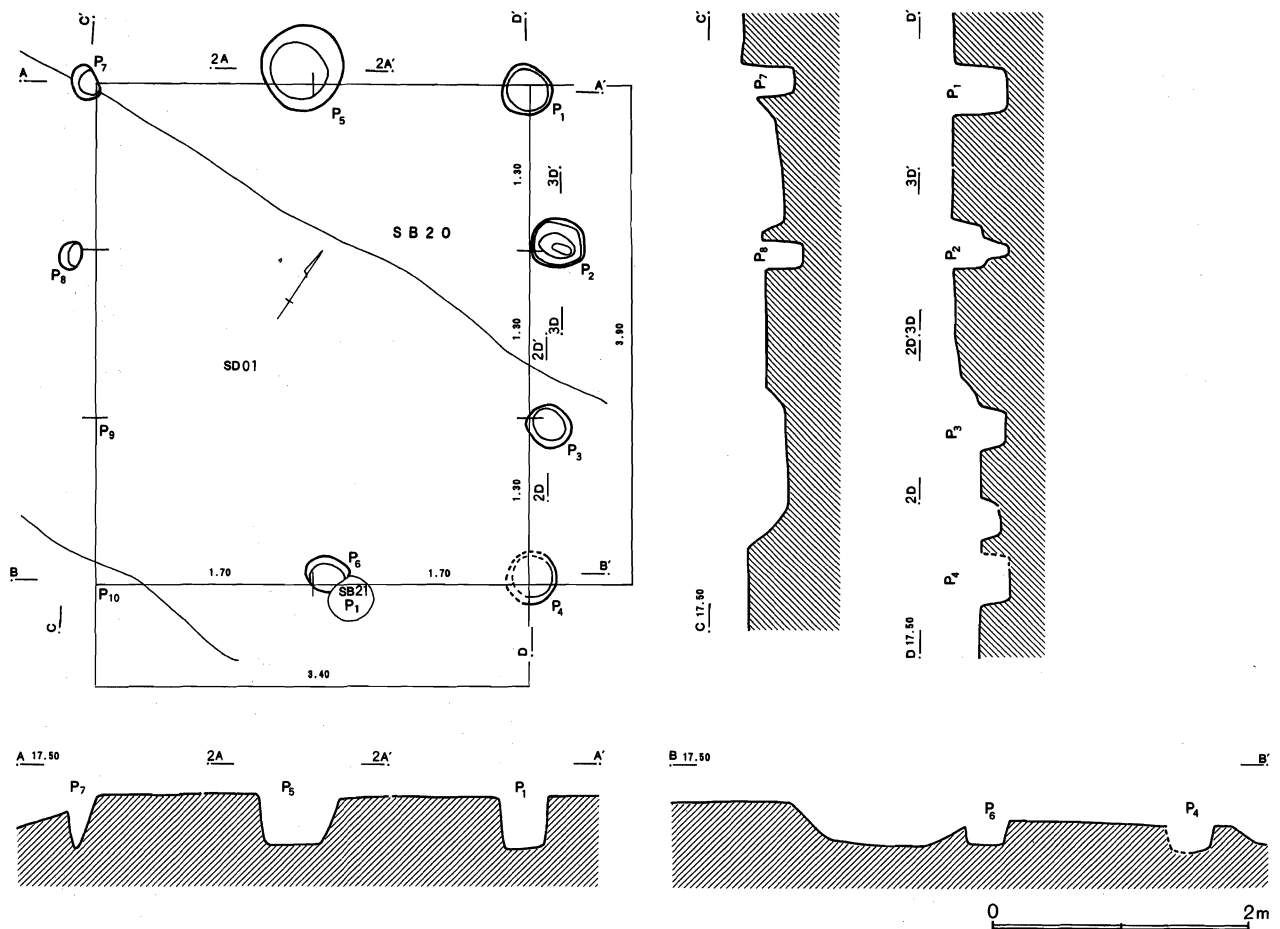 C′
D′
A
P7
2A
2A′
P5
P1
A′
1.30
3D′
SB20
P8
P2
1.30
3D
2D′
3.90
SD01
P9
P3
1.30
2D
B
1.70
P6
1.70
B′
P10
SB21
P1
P4
C
D
3.40
C′
P7
P8
C 17.50
D′
P1
3D′
P2
2D′3D
P3
2D
P4
D 17.50
A 17.50
2A
2A′
A′
P7
P5
P1
B 17.50
B′
P6
P4
0
2m